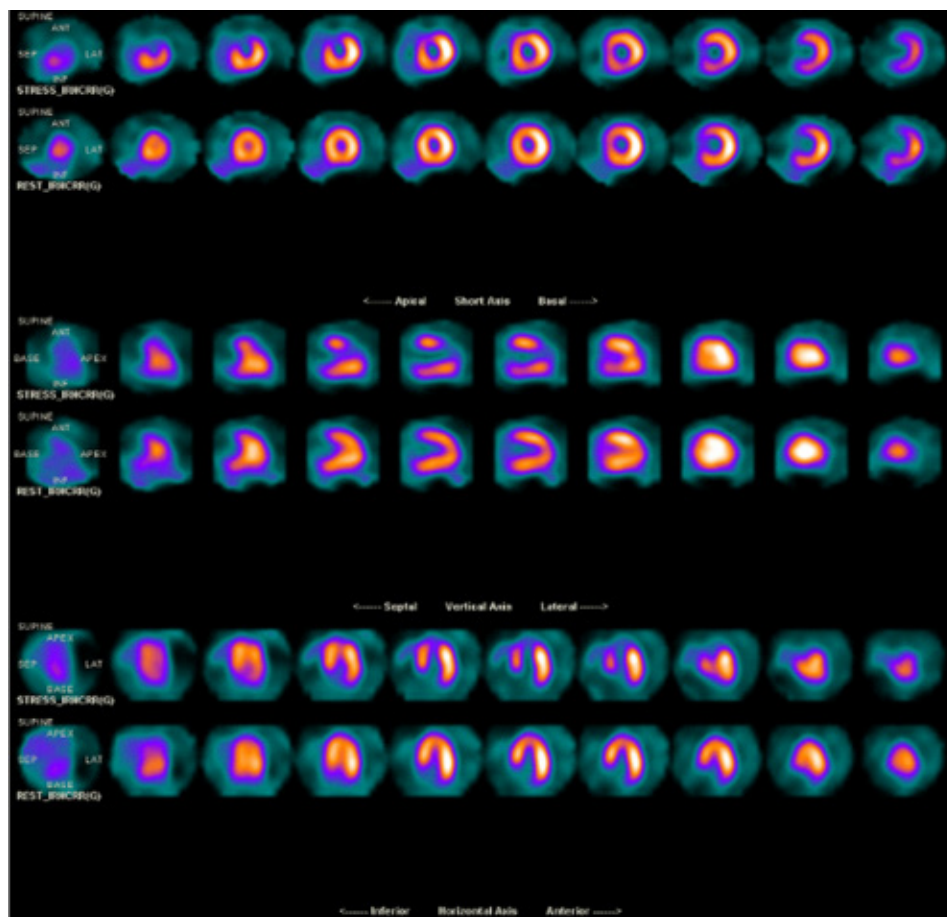 SUPINE
ANT
SEP LAT
INF
STRESS_IRNCRR(G)
SUPINE
ANT
SEP LAT
INF
REST_IRNCRR(G)
<----- Apical Short Axis Basal ----->
SUPINE
ANT
BASE APEX
INF
STRESS_IRNCRR(G)
SUPINE
ANT
BASE APEX
INF
REST_IRNCRR(G)
<----- Septal Vertical Axis Lateral ----->
SUPINE
APEX
SEP LAT
BASE
STRESS_IRNCRR(G)
SUPINE
APEX
SEP LAT
BASE
REST_IRNCRR(G)
<----- Inferior Horizontal Axis Anterior ----->